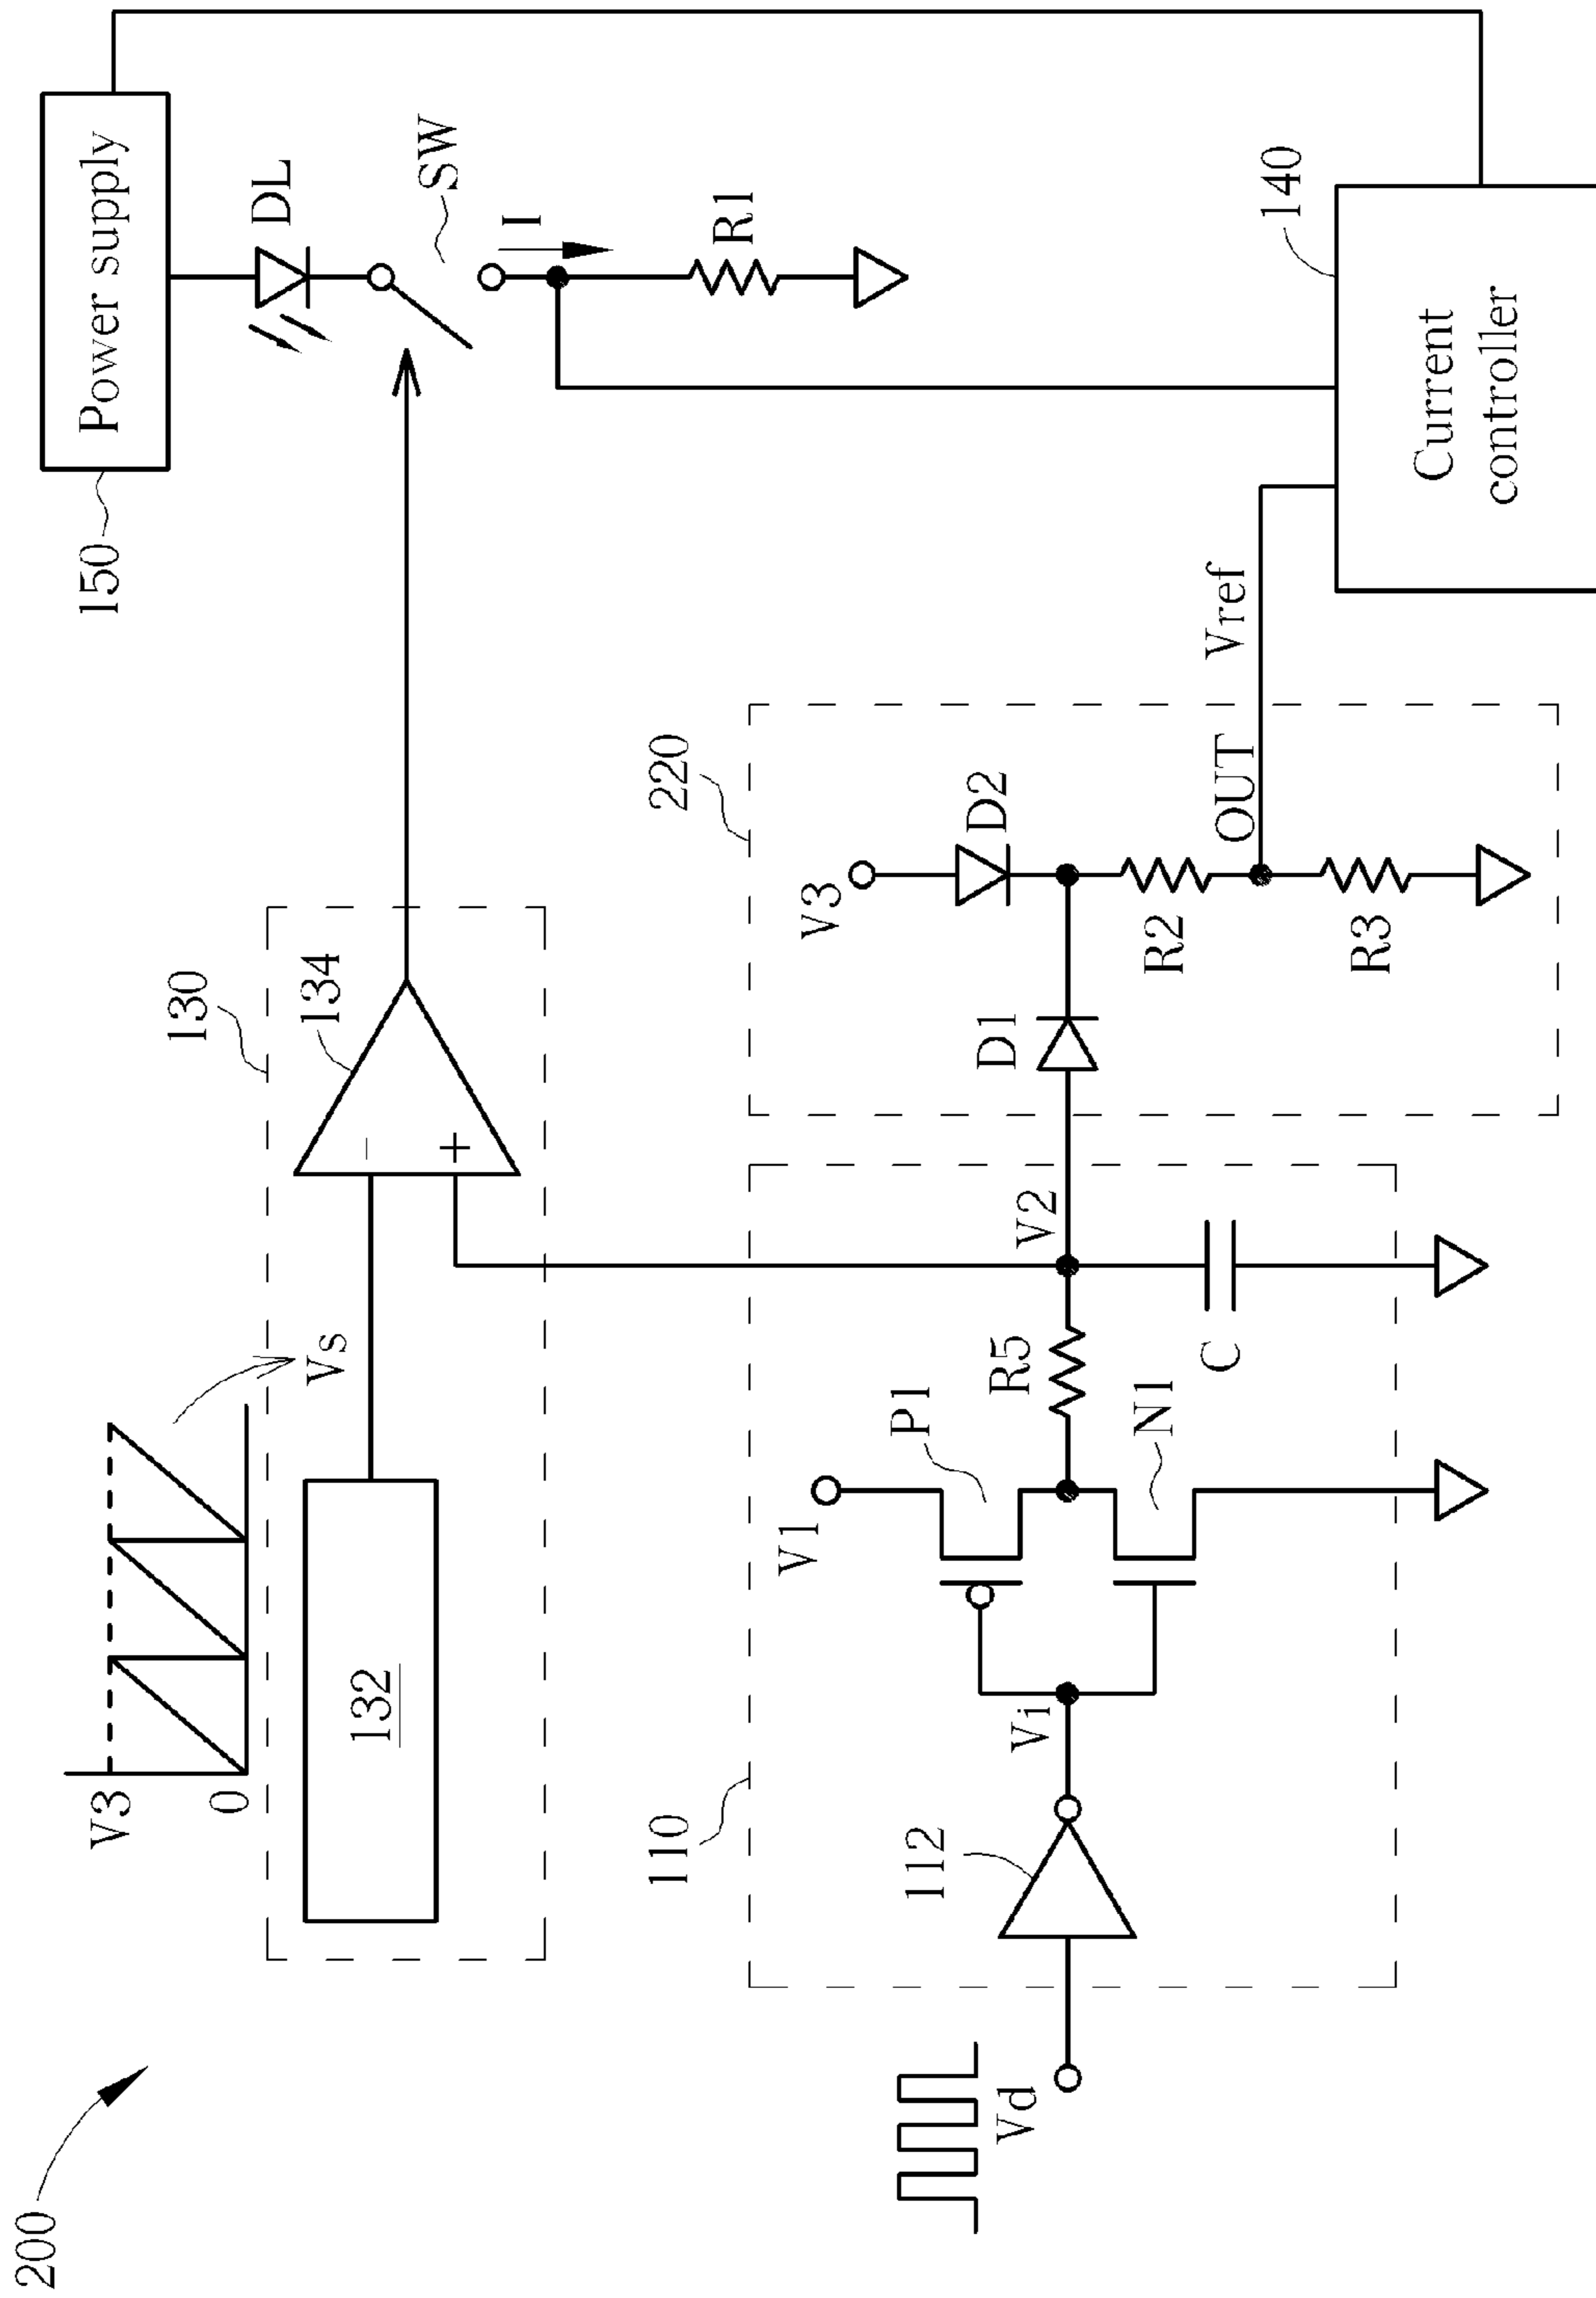 200
V3
0
132
Vs
130
134
−
+
150
Power supply
DL
SW
I
R1
Vd
110
112
Vi
V1
P1
N1
R5
C
V2
220
D1
V3
D2
R2
OUT
R3
Vref
140
Current
controller